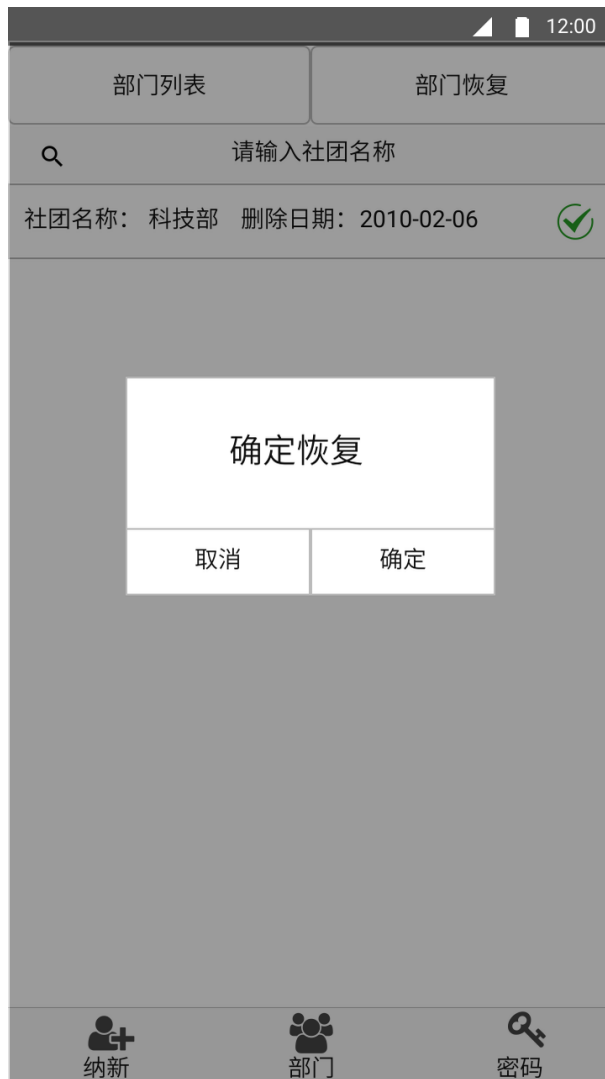 12:00
部门列表 部门恢复
请输入社团名称
社团名称： 科技部 删除日期：2010-02-06
确定恢复
取消 确定
纳新 部门 密码